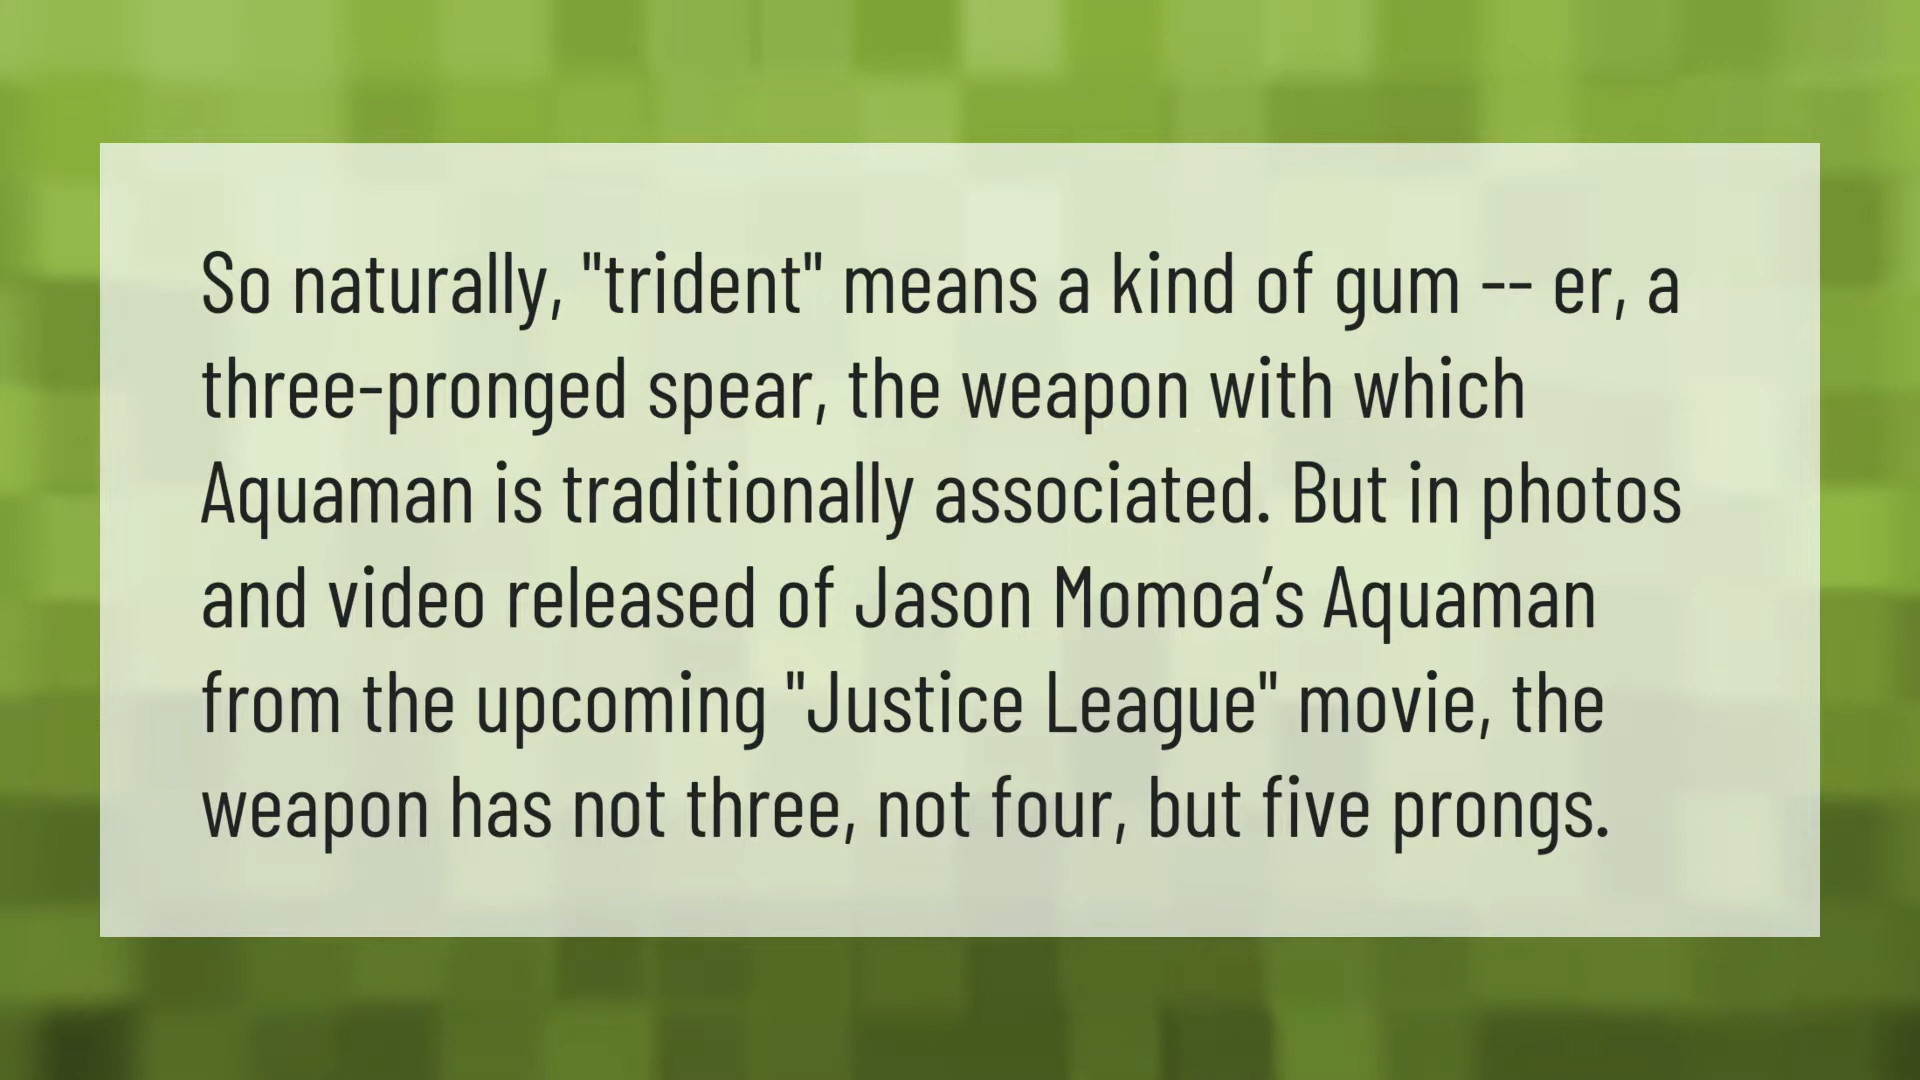 So naturally, "trident" means a kind of gum -- er, a
three-pronged spear, the weapon with which
Aquaman is traditionally associated. But in photos
and video released of Jason Momoa’s Aquaman
from the upcoming "Justice League" movie, the
weapon has not three, not four, but five prongs.